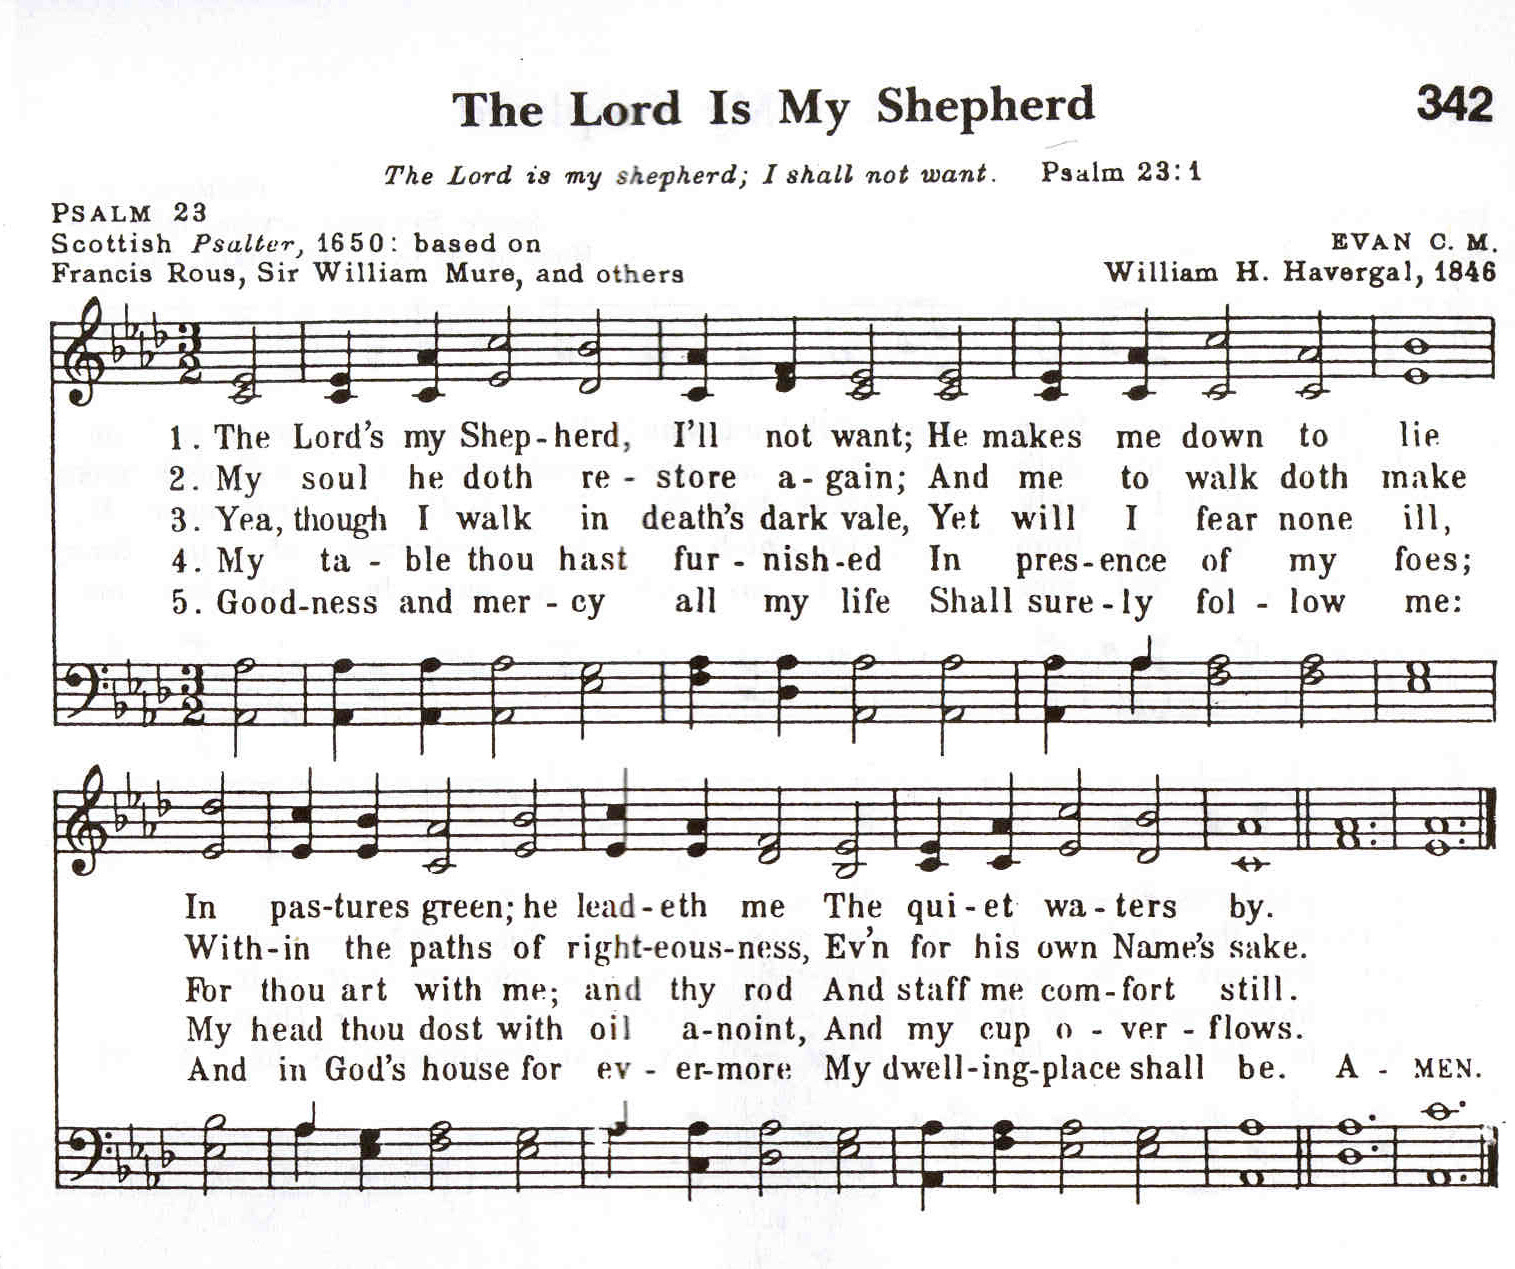 The Lord Is My Shepherd 342
The Lord is my shepherd; I shall not want. Psalm 23:1
PSALM 23
Scottish Psalter, 1650: based on EVAN C. M.
Francis Rous, Sir William Mure, and others William H. Havergal, 1846
3 2
1. The Lord's my Shep-herd, I'll not want; He makes me down to lie
2. My soul he doth re-store a-gain; And me to walk doth make
3. Yea, though I walk in death's dark vale, Yet will I fear none ill,
4. My ta-ble thou hast fur-nish-ed In pres-ence of my foes;
5. Good-ness and mer-cy all my life Shall sure-ly fol-low me:
3 2
In pas-tures green; he lead-eth me The qui-et wa-ters by.
With-in the paths of right-eous-ness, Ev'n for his own Name's sake.
For thou art with me; and thy rod And staff me com-fort still.
My head thou dost with oil a-noint, And my cup o-ver-flows.
And in God's house for ev-er-more My dwell-ing-place shall be. A-MEN.